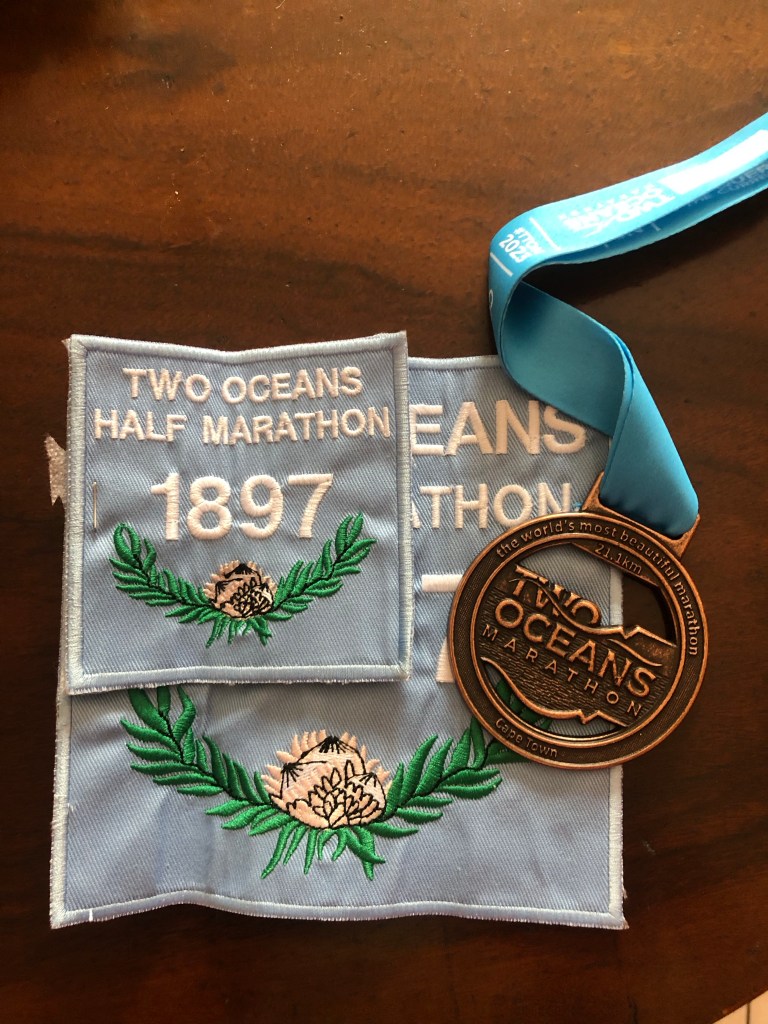 TWO OCEANS
HALF MARATHON
1897
EANS
ATHON
the world's most beautiful marathon
21.1km
TWO
OCEANS
MARATHON
Cape Town
2023